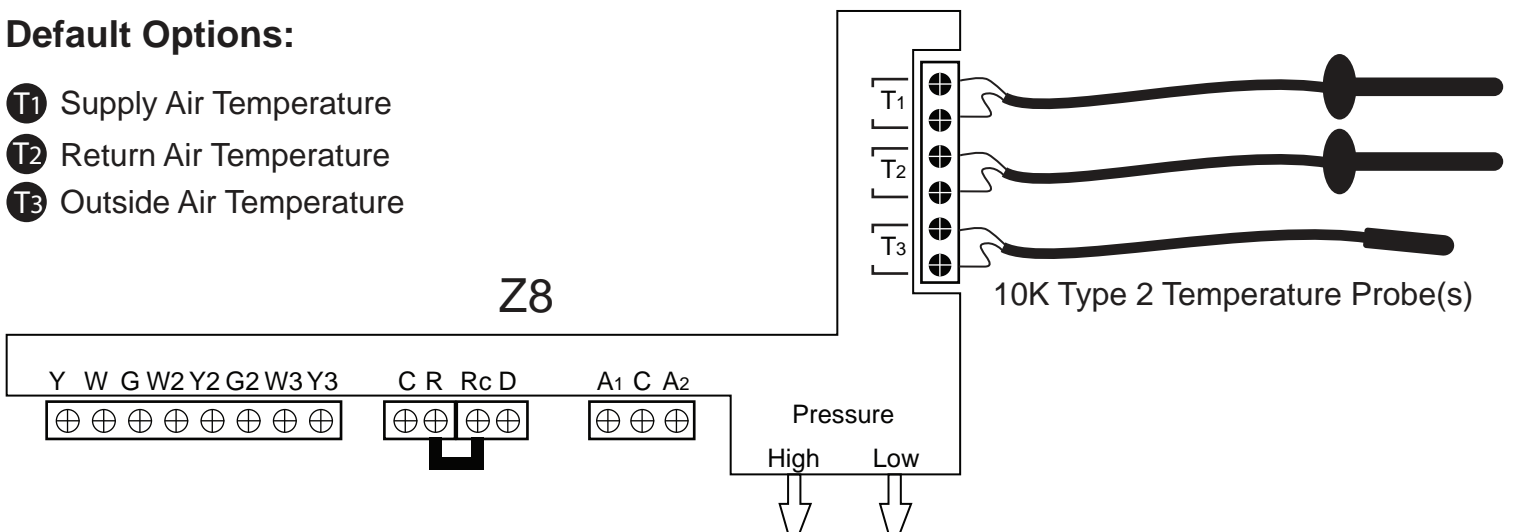 Default Options:
T1 Supply Air Temperature
T2 Return Air Temperature
T3 Outside Air Temperature
T1
T2
T3
10K Type 2 Temperature Probe(s)
Z8
Y W G W2 Y2 G2 W3 Y3 C R Rc D A1 C A2
Pressure
High Low